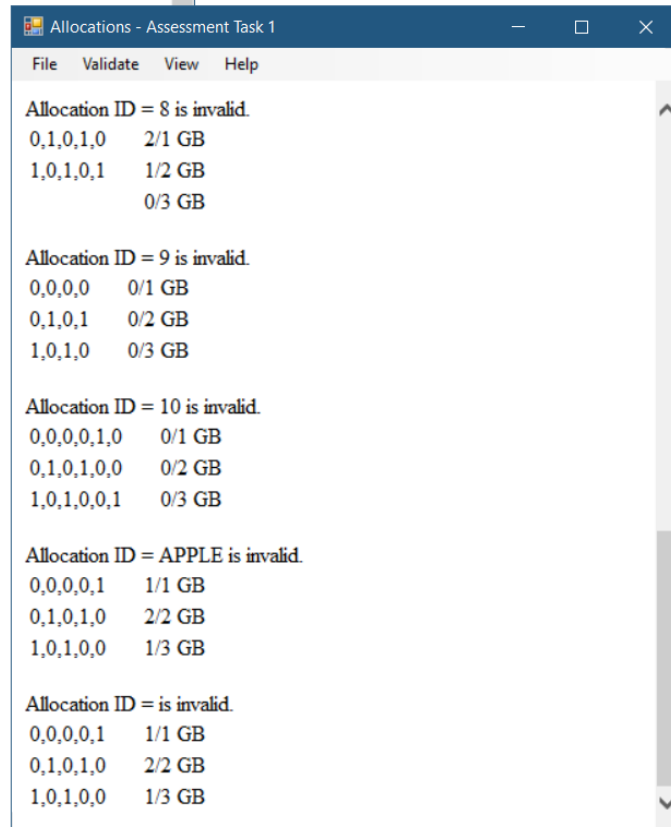 Allocations - Assessment Task 1
File Validate View Help
Allocation ID = 8 is invalid.
0,1,0,1,0 2/1 GB
1,0,1,0,1 1/2 GB
0/3 GB
Allocation ID = 9 is invalid.
0,0,0,0 0/1 GB
0,1,0,1 0/2 GB
1,0,1,0 0/3 GB
Allocation ID = 10 is invalid.
0,0,0,0,1,0 0/1 GB
0,1,0,1,0,0 0/2 GB
1,0,1,0,0,1 0/3 GB
Allocation ID = APPLE is invalid.
0,0,0,0,1 1/1 GB
0,1,0,1,0 2/2 GB
1,0,1,0,0 1/3 GB
Allocation ID = is invalid.
0,0,0,0,1 1/1 GB
0,1,0,1,0 2/2 GB
1,0,1,0,0 1/3 GB